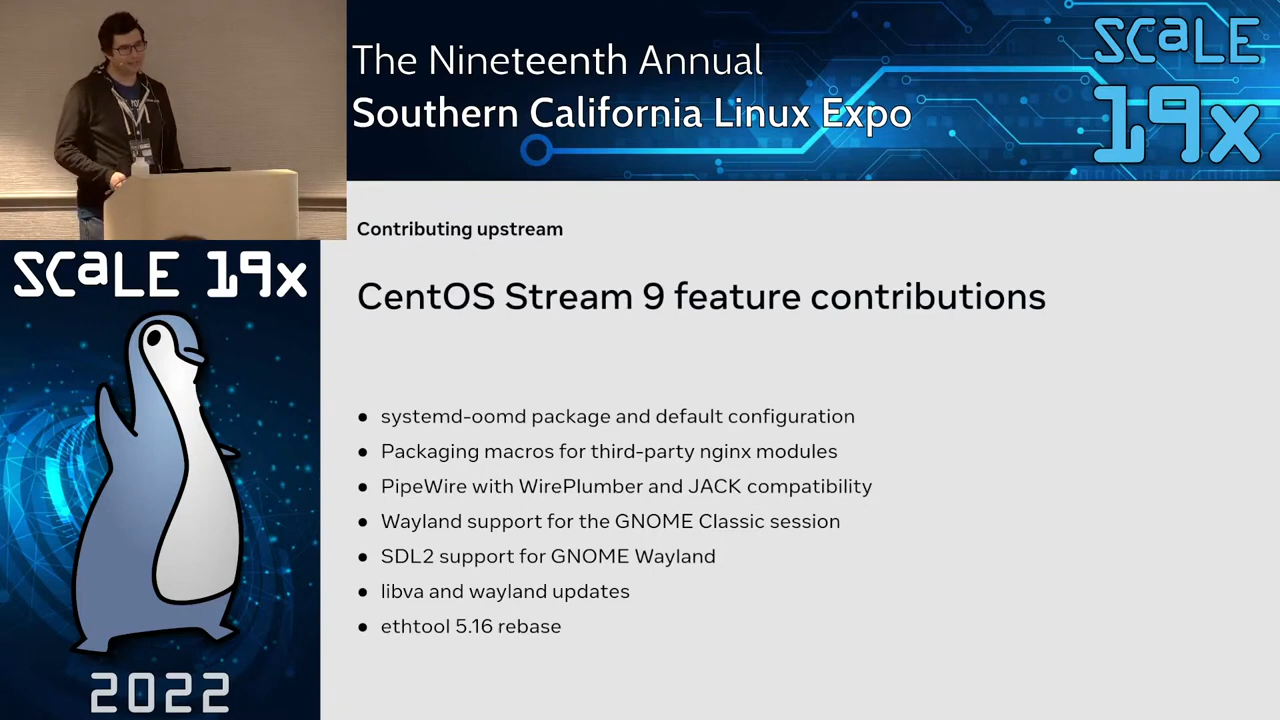 The Nineteenth Annual
Southern California Linux Expo
SCaLE
19x
Contributing upstream
SCaLE 19x
CentOS Stream 9 feature contributions
● systemd-oomd package and default configuration
● Packaging macros for third-party nginx modules
● PipeWire with WirePlumber and JACK compatibility
● Wayland support for the GNOME Classic session
● SDL2 support for GNOME Wayland
● libva and wayland updates
● ethtool 5.16 rebase
2022